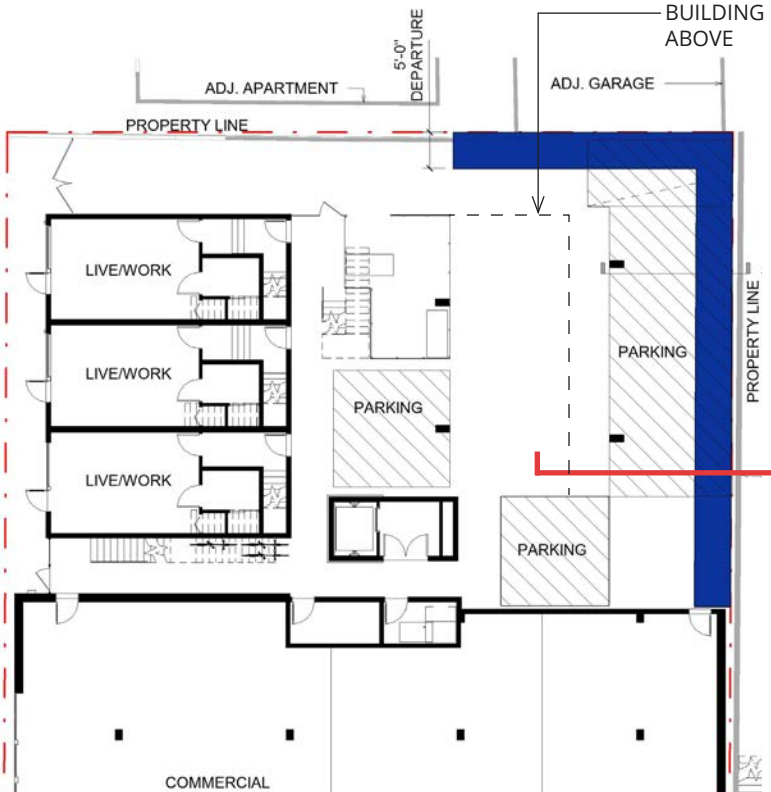 BUILDING
ABOVE
5'-0"
DEPARTURE
ADJ. APARTMENT
ADJ. GARAGE
PROPERTY LINE
LIVE/WORK
PROPERTY LINE
PARKING
LIVE/WORK
PARKING
LIVE/WORK
PARKING
COMMERCIAL